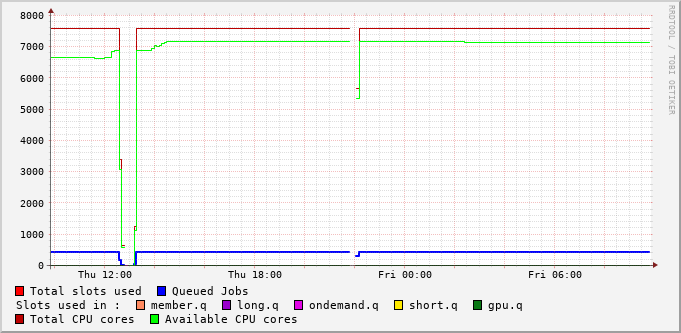 8000
7000
6000
5000
4000
3000
2000
1000
0
Thu 12:00 Thu 18:00 Fri 00:00 Fri 06:00
RRDTOOL / TOBI OETIKER
Total slots used Queued Jobs
Slots used in : member.q long.q ondemand.q short.q gpu.q
Total CPU cores Available CPU cores